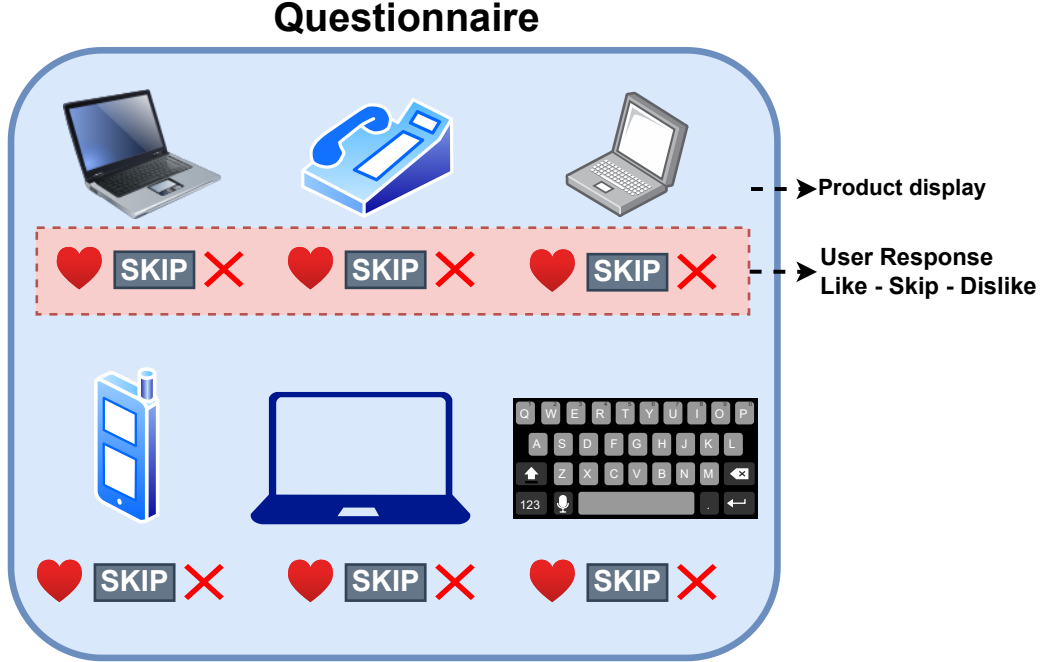 Questionnaire
Product display
SKIP SKIP SKIP
User Response
Like - Skip - Dislike
Q W E R T Y U I O P
A S D F G H J K L
Z X C V B N M
123 .
SKIP SKIP SKIP